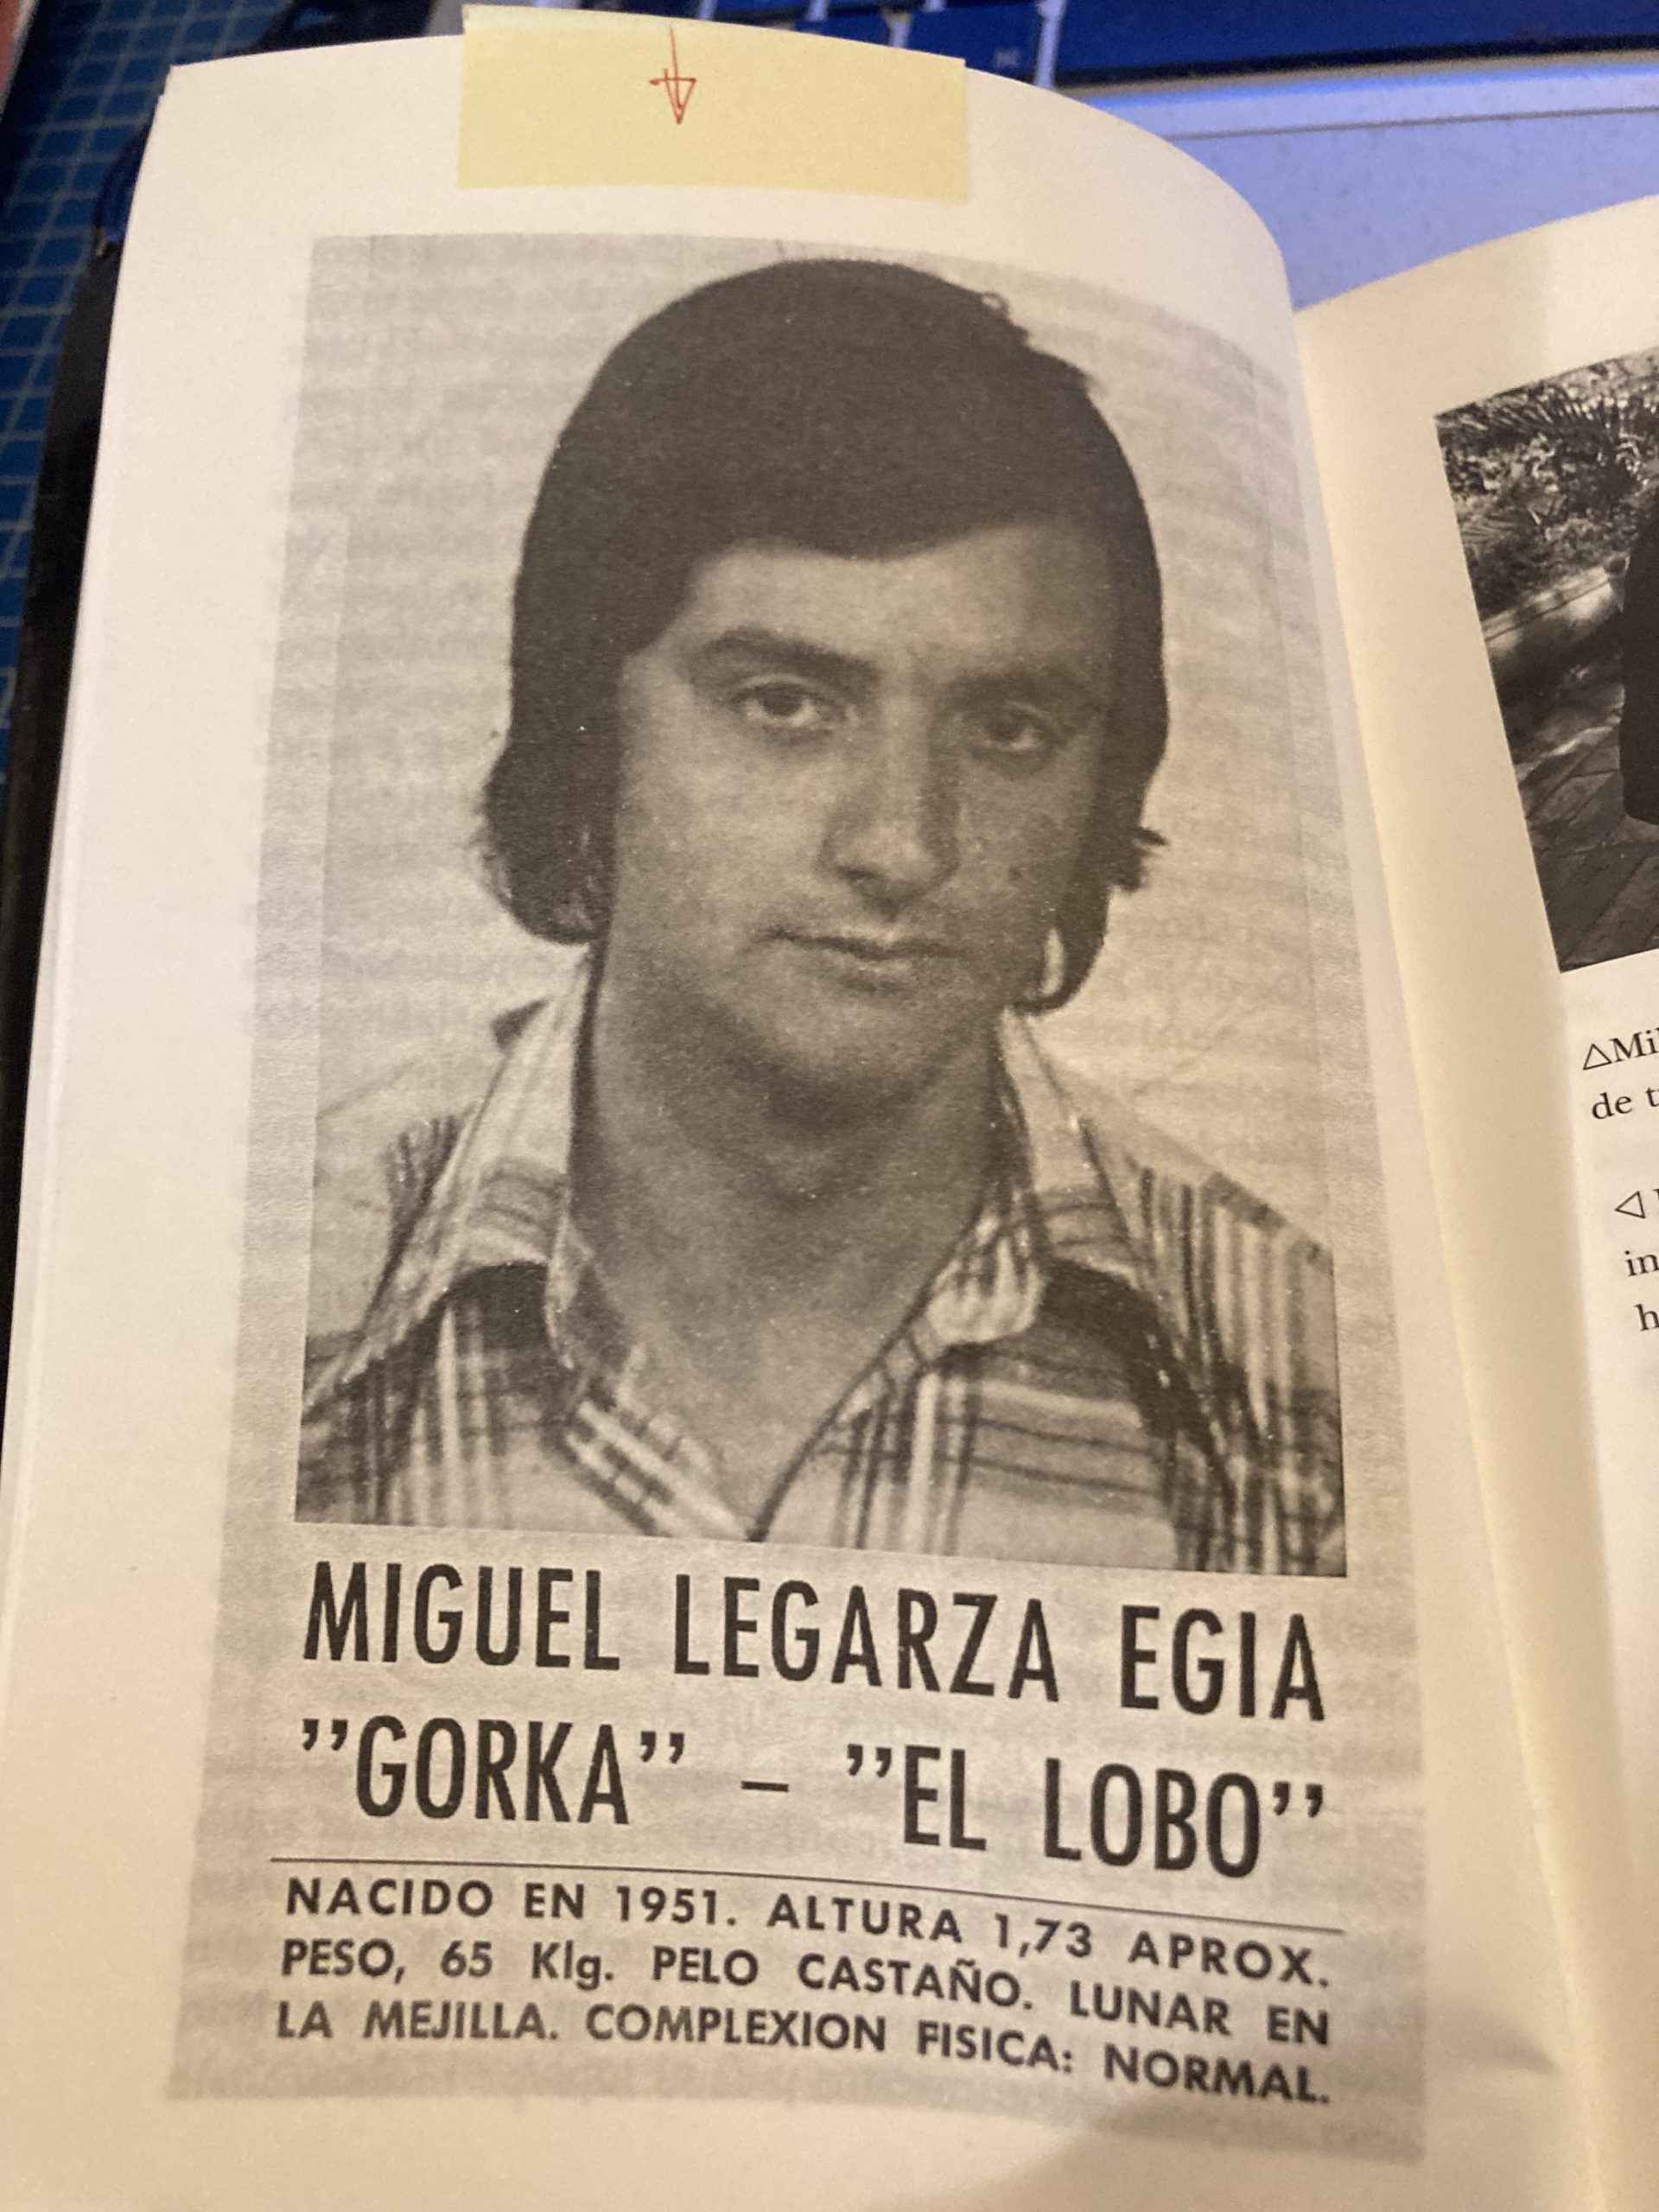 MIGUEL LEGARZA EGIA
”GORKA” – ”EL LOBO”
NACIDO EN 1951. ALTURA 1,73 APROX.
PESO, 65 Klg. PELO CASTAÑO. LUNAR EN
LA MEJILLA. COMPLEXION FISICA: NORMAL.
de